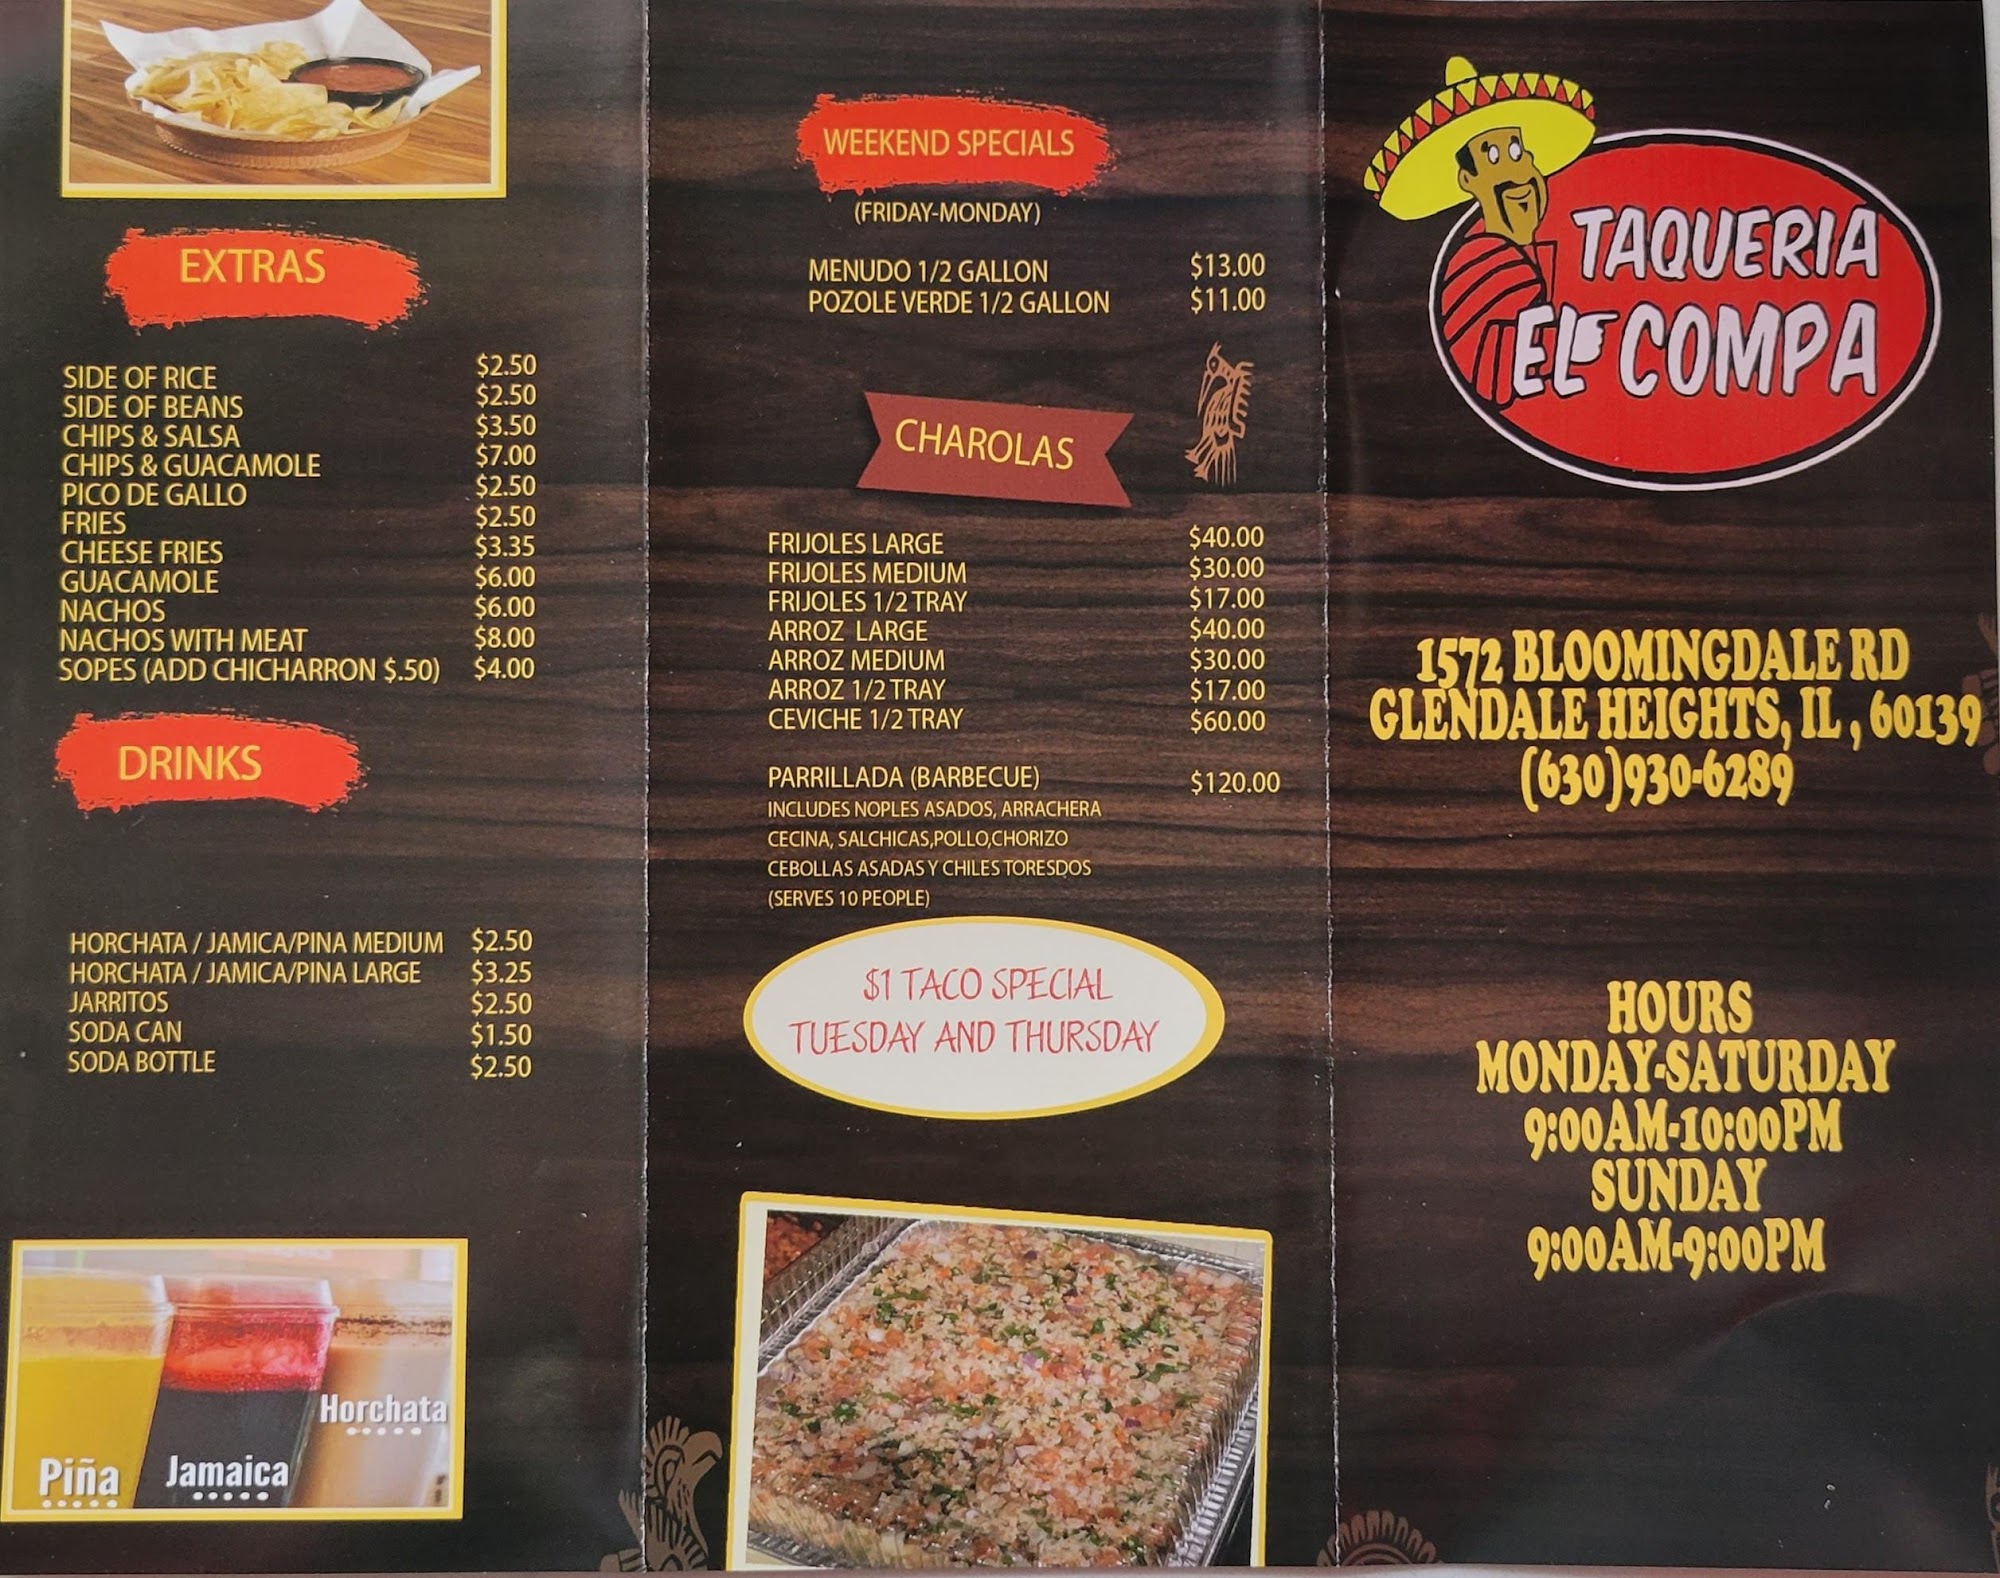 EXTRAS
SIDE OF RICE $2.50
SIDE OF BEANS $2.50
CHIPS & SALSA $3.50
CHIPS & GUACAMOLE $7.00
PICO DE GALLO $2.50
FRIES $2.50
CHEESE FRIES $3.35
GUACAMOLE $6.00
NACHOS $6.00
NACHOS WITH MEAT $8.00
SOPES (ADD CHICHARRON $.50) $4.00
DRINKS
HORCHATA / JAMICA/PINA MEDIUM $2.50
HORCHATA / JAMICA/PINA LARGE $3.25
JARRITOS $2.50
SODA CAN $1.50
SODA BOTTLE $2.50
Piña
Jamaica
Horchata
WEEKEND SPECIALS
(FRIDAY-MONDAY)
MENUDO 1/2 GALLON $13.00
POZOLE VERDE 1/2 GALLON $11.00
CHAROLAS
FRIJOLES LARGE $40.00
FRIJOLES MEDIUM $30.00
FRIJOLES 1/2 TRAY $17.00
ARROZ LARGE $40.00
ARROZ MEDIUM $30.00
ARROZ 1/2 TRAY $17.00
CEVICHE 1/2 TRAY $60.00
PARRILLADA (BARBECUE) $120.00
INCLUDES NOPLES ASADOS, ARRACHERA
CECINA, SALCHICAS,POLLO,CHORIZO
CEBOLLAS ASADAS Y CHILES TORESDOS
(SERVES 10 PEOPLE)
$1 TACO SPECIAL
TUESDAY AND THURSDAY
TAQUERIA
EL COMPA
1572 BLOOMINGDALE RD
GLENDALE HEIGHTS, IL , 60139
(630)930-6289
HOURS
MONDAY-SATURDAY
9:00AM-10:00PM
SUNDAY
9:00AM-9:00PM